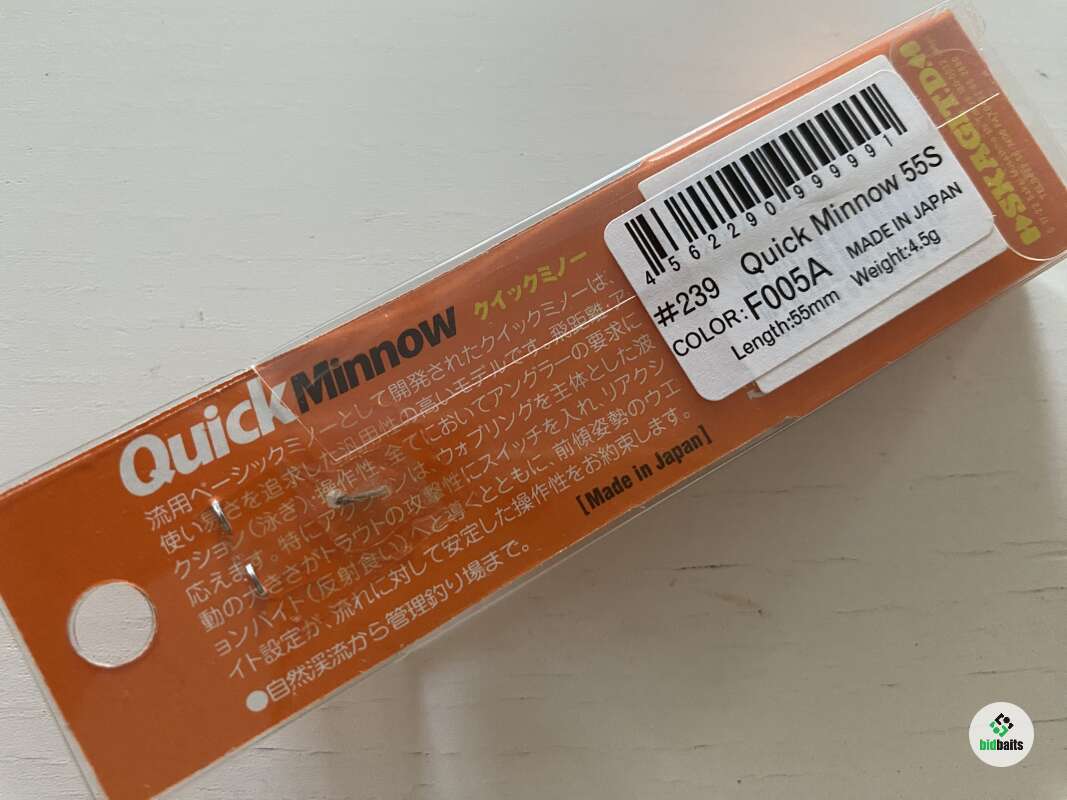 Quick Minnow クイックミノー
流用ベーシックミノーとして開発されたクイックミノーは、
使い易さを追求した汎用性の高いモデルです。飛距離・ア
クション(泳ぎ)・操作性、全てにおいてアングラーの要求に
応えます。特にアクションは、ウォブリングを主体とした波
動の大きさがトラウトの攻撃性にスイッチを入れ、リアクシ
ョンバイト(反射食い)へと導くとともに、前傾姿勢のウエ
イト設定が、流れに対して安定した操作性をお約束します。
●自然渓流から管理釣り場まで。
[Made in Japan]
4562290999991
#239 Quick Minnow 55S
COLOR:F005A MADE IN JAPAN
Length:55mm Weight:4.5g
SKAGIT D
bidbaits